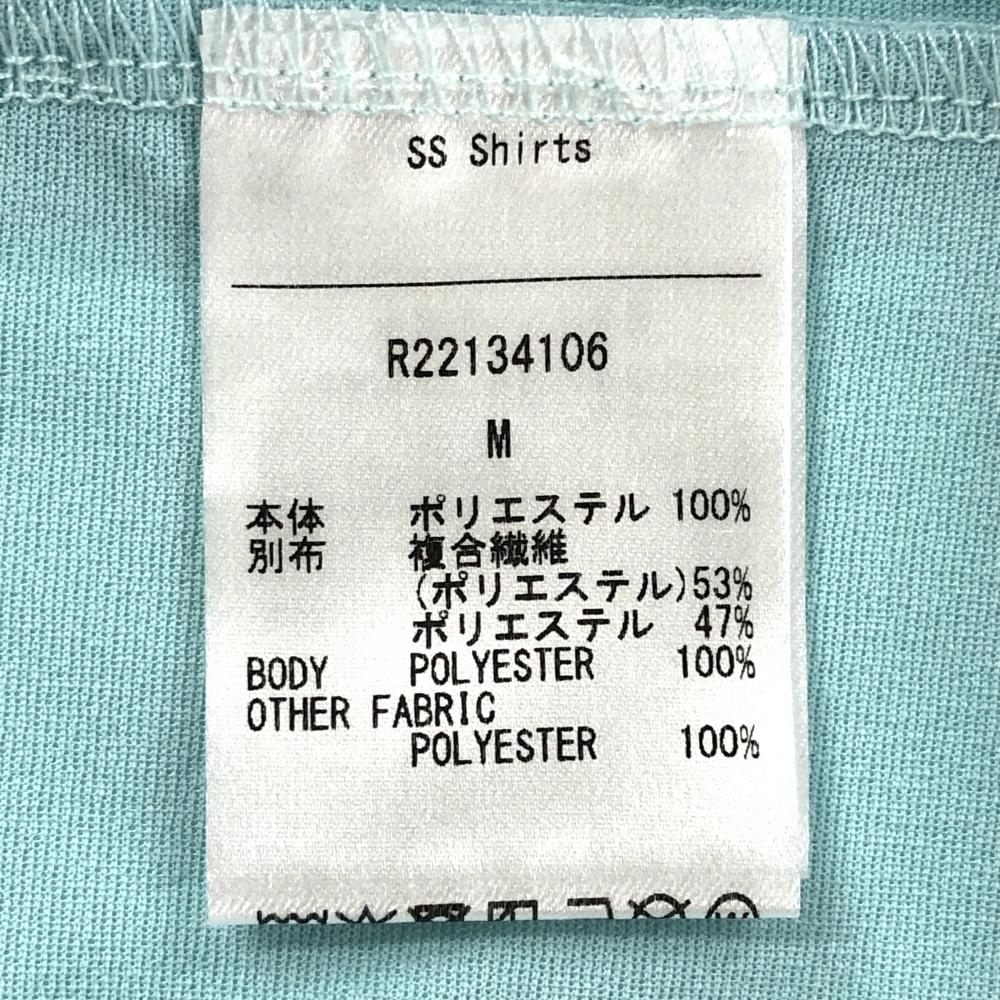 SS Shirts
R22134106
M
本体 ポリエステル 100%
別布 複合繊維
(ポリエステル)53%
ポリエステル 47%
BODY POLYESTER 100%
OTHER FABRIC
POLYESTER 100%